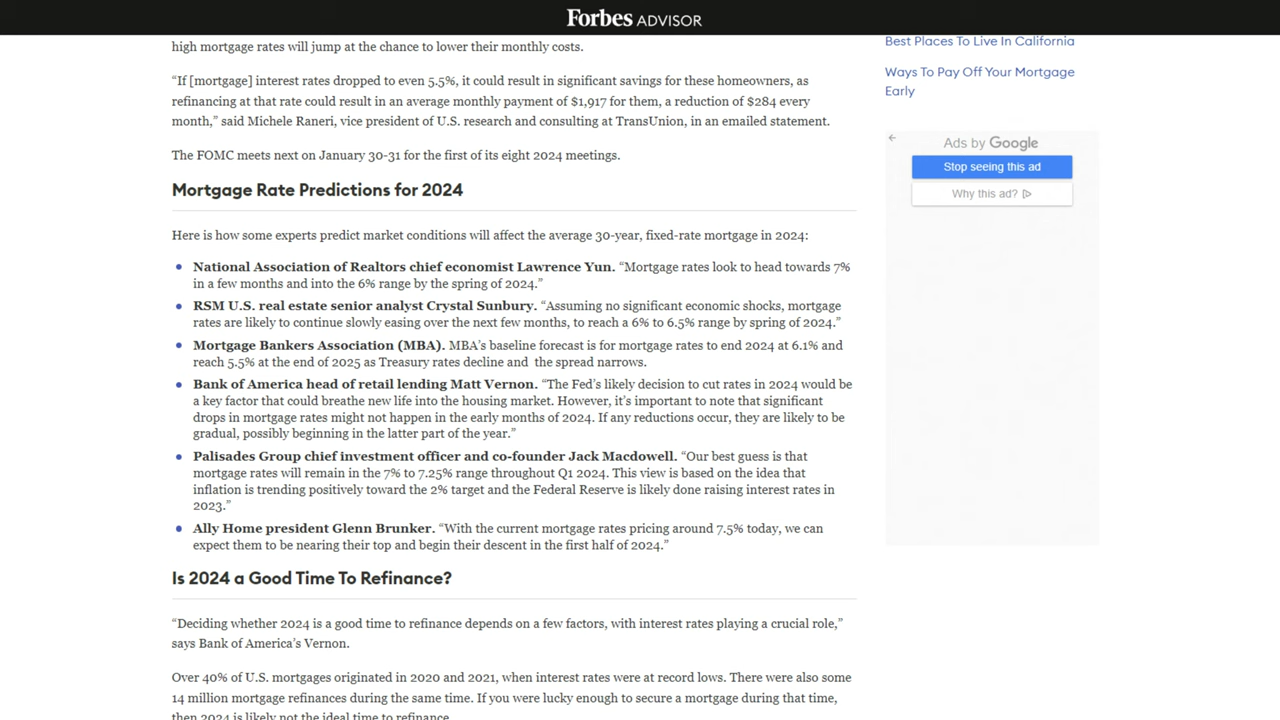 Forbes ADVISOR
high mortgage rates will jump at the chance to lower their monthly costs.
“If [mortgage] interest rates dropped to even 5.5%, it could result in significant savings for these homeowners, as
refinancing at that rate could result in an average monthly payment of $1,917 for them, a reduction of $284 every
month,” said Michele Raneri, vice president of U.S. research and consulting at TransUnion, in an emailed statement.
The FOMC meets next on January 30-31 for the first of its eight 2024 meetings.
Mortgage Rate Predictions for 2024
Here is how some experts predict market conditions will affect the average 30-year, fixed-rate mortgage in 2024:
National Association of Realtors chief economist Lawrence Yun. “Mortgage rates look to head towards 7%
in a few months and into the 6% range by the spring of 2024.”
RSM U.S. real estate senior analyst Crystal Sunbury. “Assuming no significant economic shocks, mortgage
rates are likely to continue slowly easing over the next few months, to reach a 6% to 6.5% range by spring of 2024.”
Mortgage Bankers Association (MBA). MBA’s baseline forecast is for mortgage rates to end 2024 at 6.1% and
reach 5.5% at the end of 2025 as Treasury rates decline and the spread narrows.
Bank of America head of retail lending Matt Vernon. “The Fed’s likely decision to cut rates in 2024 would be
a key factor that could breathe new life into the housing market. However, it’s important to note that significant
drops in mortgage rates might not happen in the early months of 2024. If any reductions occur, they are likely to be
gradual, possibly beginning in the latter part of the year.”
Palisades Group chief investment officer and co-founder Jack Macdowell. “Our best guess is that
mortgage rates will remain in the 7% to 7.25% range throughout Q1 2024. This view is based on the idea that
inflation is trending positively toward the 2% target and the Federal Reserve is likely done raising interest rates in
2023.”
Ally Home president Glenn Brunker. “With the current mortgage rates pricing around 7.5% today, we can
expect them to be nearing their top and begin their descent in the first half of 2024.”
Is 2024 a Good Time To Refinance?
“Deciding whether 2024 is a good time to refinance depends on a few factors, with interest rates playing a crucial role,”
says Bank of America’s Vernon.
Over 40% of U.S. mortgages originated in 2020 and 2021, when interest rates were at record lows. There were also some
14 million mortgage refinances during the same time. If you were lucky enough to secure a mortgage during that time,
then 2024 is likely not the ideal time to refinance.
Best Places To Live In California
Ways To Pay Off Your Mortgage
Early
Ads by Google
Stop seeing this ad
Why this ad?